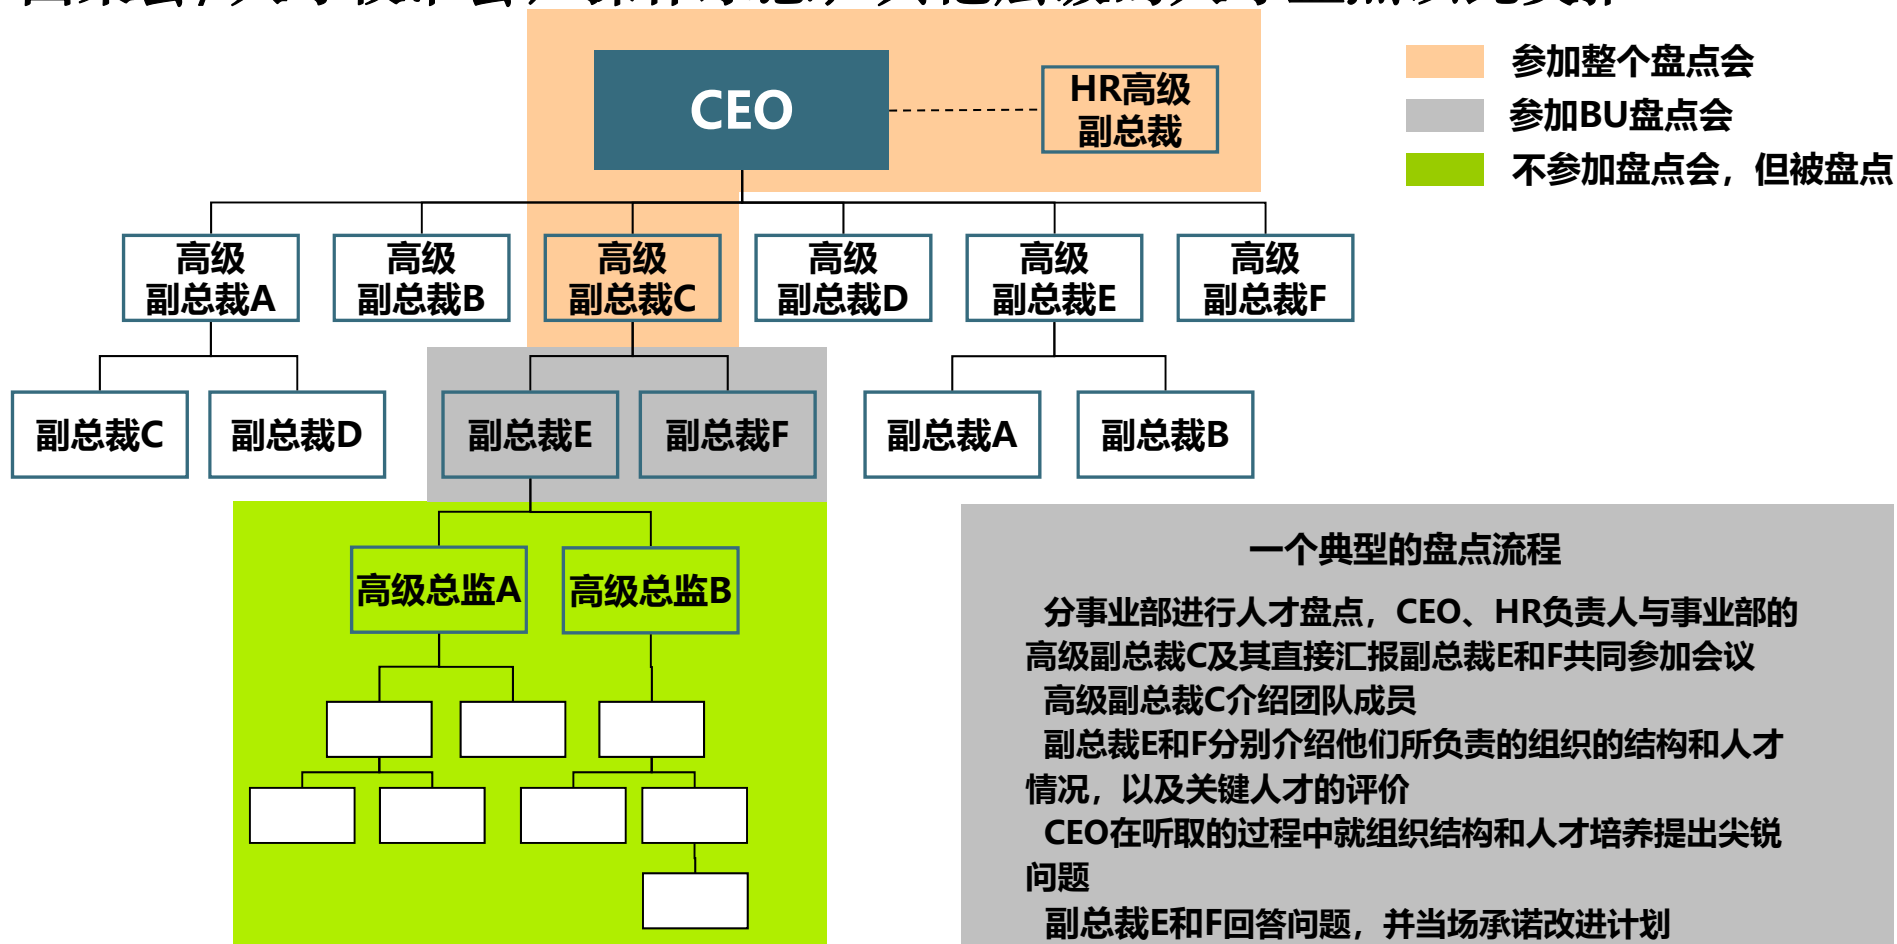 CEO
HR高级
副总裁
参加整个盘点会
参加BU盘点会
不参加盘点会，但被盘点
高级
副总裁A
高级
副总裁B
高级
副总裁C
高级
副总裁D
高级
副总裁E
高级
副总裁F
副总裁C
副总裁D
副总裁E
副总裁F
副总裁A
副总裁B
高级总监A
高级总监B
一个典型的盘点流程
分事业部进行人才盘点，CEO、HR负责人与事业部的
高级副总裁C及其直接汇报副总裁E和F共同参加会议
高级副总裁C介绍团队成员
副总裁E和F分别介绍他们所负责的组织的结构和人才
情况，以及关键人才的评价
CEO在听取的过程中就组织结构和人才培养提出尖锐
问题
副总裁E和F回答问题，并当场承诺改进计划